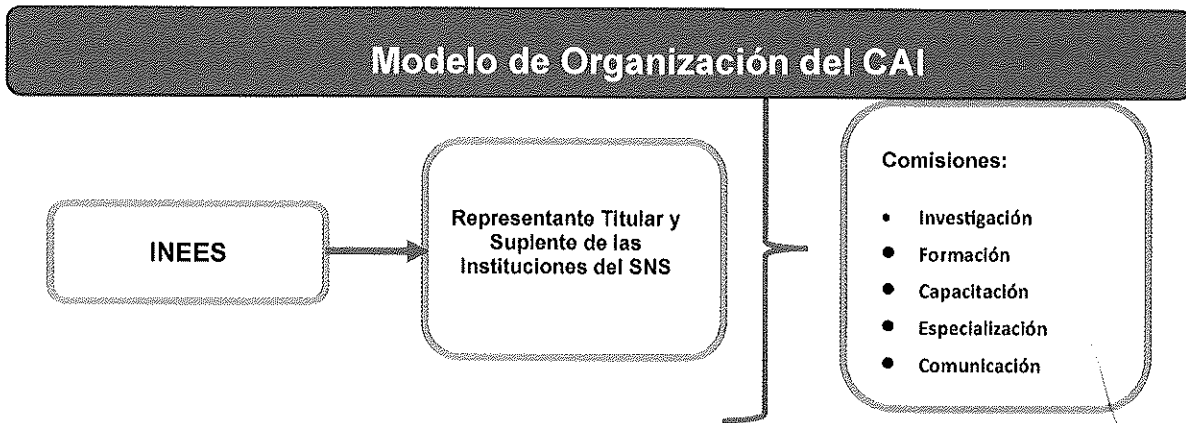 Modelo de Organización del CAI
INEES
Representante Titular y
Suplente de las
Instituciones del SNS
Comisiones:
• Investigación
• Formación
• Capacitación
• Especialización
• Comunicación